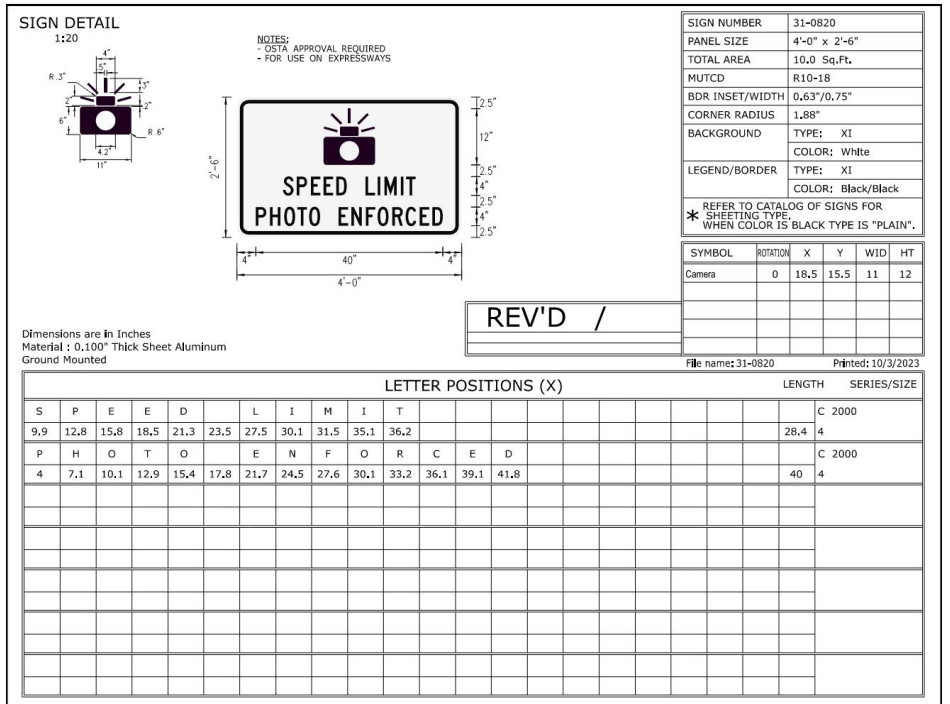 SIGN DETAIL
1:20
4"
.5"
R .3"
3"
2"
.2"
6"
R .6"
4.2"
11"
NOTES:
- OSTA APPROVAL REQUIRED
- FOR USE ON EXPRESSWAYS
2.5"
12"
2'-6"
SPEED LIMIT
PHOTO ENFORCED
2.5"
4"
2.5"
4"
2.5"
4" 40" 4"
4'-0"
SIGN NUMBER 31-0820
PANEL SIZE 4'-0" x 2'-6"
TOTAL AREA 10.0 Sq.Ft.
MUTCD R10-18
BDR INSET/WIDTH 0.63"/0.75"
CORNER RADIUS 1.88"
BACKGROUND TYPE: XI
COLOR: White
LEGEND/BORDER TYPE: XI
COLOR: Black/Black
* REFER TO CATALOG OF SIGNS FOR
SHEETING TYPE.
WHEN COLOR IS BLACK TYPE IS "PLAIN".
SYMBOL ROTATION X Y WID HT
Camera 0 18.5 15.5 11 12
REV'D /
Dimensions are in Inches
Material : 0.100" Thick Sheet Aluminum
Ground Mounted
File name: 31-0820 Printed: 10/3/2023
LETTER POSITIONS (X) LENGTH SERIES/SIZE
S P E E D L I M I T C 2000
9.9 12.8 15.8 18.5 21.3 23.5 27.5 30.1 31.5 35.1 36.2 28.4 4
P H O T O E N F O R C E D C 2000
4 7.1 10.1 12.9 15.4 17.8 21.7 24.5 27.6 30.1 33.2 36.1 39.1 41.8 40 4